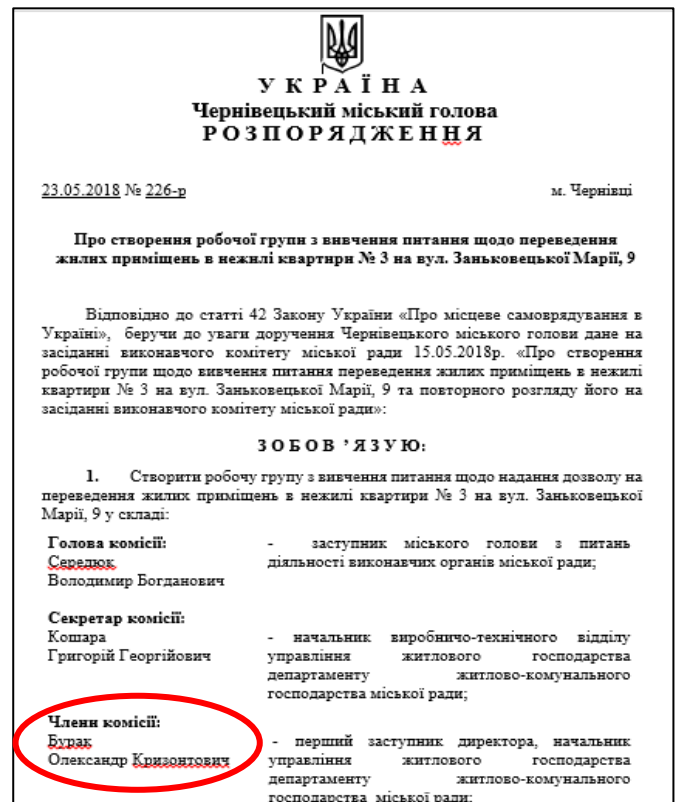 УКРАЇНА
Чернівецький міський голова
РОЗПОРЯДЖЕННЯ
23.05.2018 № 226-р м. Чернівці
Про створення робочої групи з вивчення питання щодо переведення
жилих приміщень в нежилі квартири № 3 на вул. Заньковецької Марії, 9
Відповідно до статті 42 Закону України «Про місцеве самоврядування в
Україні», беручи до уваги доручення Чернівецького міського голови дане на
засіданні виконавчого комітету міської ради 15.05.2018р. «Про створення
робочої групи щодо вивчення питання переведення жилих приміщень в нежилі
квартири № 3 на вул. Заньковецької Марії, 9 та повторного розгляду його на
засіданні виконавчого комітету міської ради»:
ЗОБОВ’ЯЗУЮ:
1. Створити робочу групу з вивчення питання щодо надання дозволу на
переведення жилих приміщень в нежилі квартири № 3 на вул. Заньковецької
Марії, 9 у складі:
Голова комісії: - заступник міського голови з питань
Середюк діяльності виконавчих органів міської ради;
Володимир Богданович
Секретар комісії:
Кошара - начальник виробничо-технічного відділу
Григорій Георгійович управління житлового господарства
департаменту житлово-комунального
господарства міської ради;
Члени комісії:
Бурак - перший заступник директора, начальник
Олександр Кризонтович управління житлового господарства
департаменту житлово-комунального
господарства міської ради;